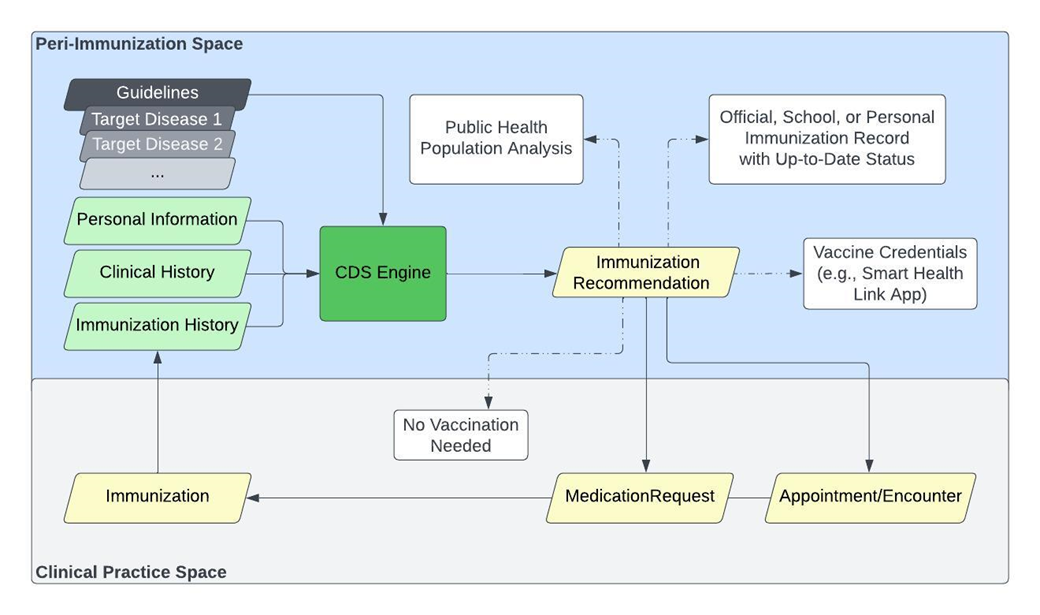 Peri-Immunization Space
Guidelines
Target Disease 1
Target Disease 2
...
Personal Information
Clinical History
Immunization History
CDS Engine
Public Health
Population Analysis
Official, School, or Personal
Immunization Record
with Up-to-Date Status
Immunization
Recommendation
Vaccine Credentials
(e.g., Smart Health
Link App)
No Vaccination
Needed
Immunization
MedicationRequest
Appointment/Encounter
Clinical Practice Space